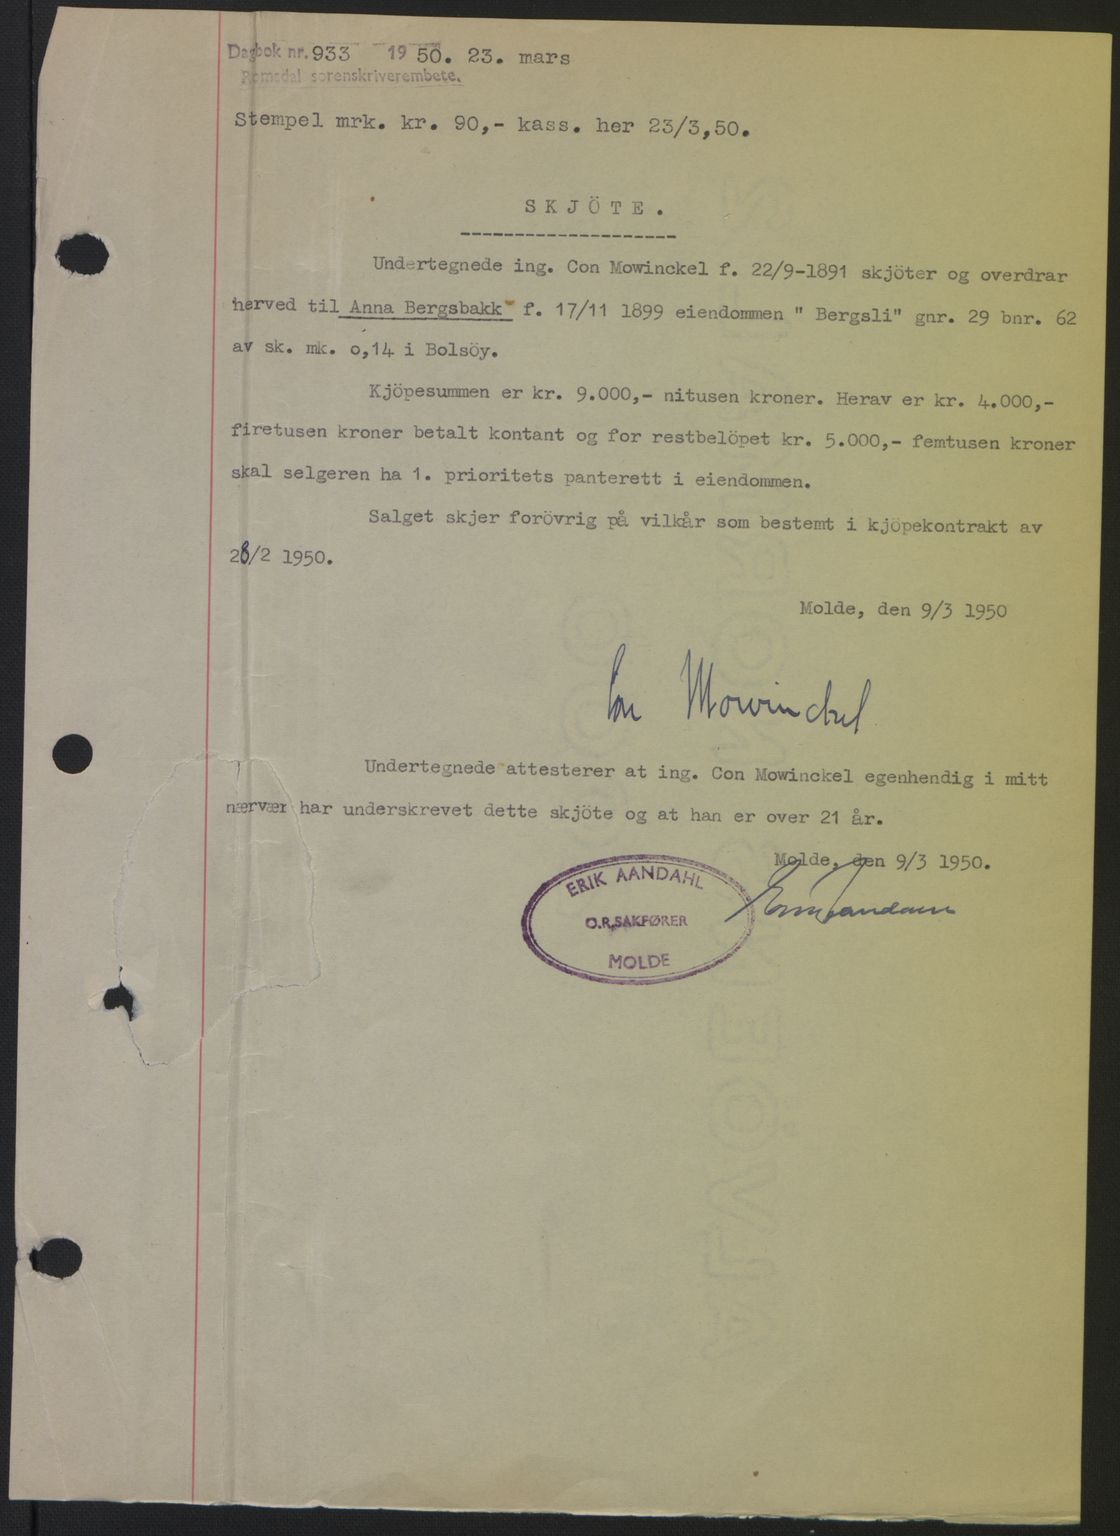 Dagbok nr. 933 19 50. 23. mars
Romsdal sorenskriverembete.
Stempel mrk. kr. 90,- kass. her 23/3,50.
SKJÖTE.
Undertegnede ing. Con Mowinckel f. 22/9-1891 skjöter og overdrar
herved til Anna Bergsbakk f. 17/11 1899 eiendommen " Bergsli" gnr. 29 bnr. 62
av sk. mk. o,14 i Bolsöy.
Kjöpesummen er kr. 9.000,- nitusen kroner. Herav er kr. 4.000,-
firetusen kroner betalt kontant og for restbelöpet kr. 5.000,- femtusen kroner
skal selgeren ha 1. prioritets panterett i eiendommen.
Salget skjer forövrig på vilkår som bestemt i kjöpekontrakt av
28/2 1950.
Molde, den 9/3 1950
Con Mowinckel
Undertegnede attesterer at ing. Con Mowinckel egenhendig i mitt
nærvær har underskrevet dette skjöte og at han er over 21 år.
Molde, den 9/3 1950.
Erik Aandahl
ERIK AANDAHL
O.R.SAKFØRER
MOLDE